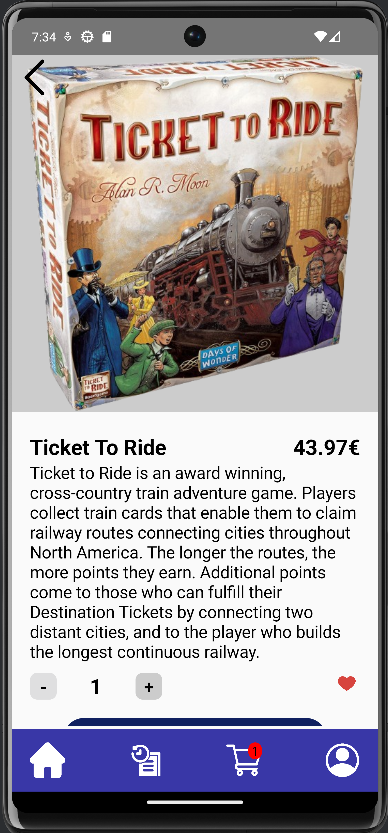 7:34
TICKET TO RIDE
TICKET TO RIDE
Alan R. Moon
DAYS OF
WONDER
TICKET
TO RIDE
Ticket To Ride 43.97€
Ticket to Ride is an award winning,
cross-country train adventure game. Players
collect train cards that enable them to claim
railway routes connecting cities throughout
North America. The longer the routes, the
more points they earn. Additional points
come to those who can fulfill their
Destination Tickets by connecting two
distant cities, and to the player who builds
the longest continuous railway.
- 1 +
1